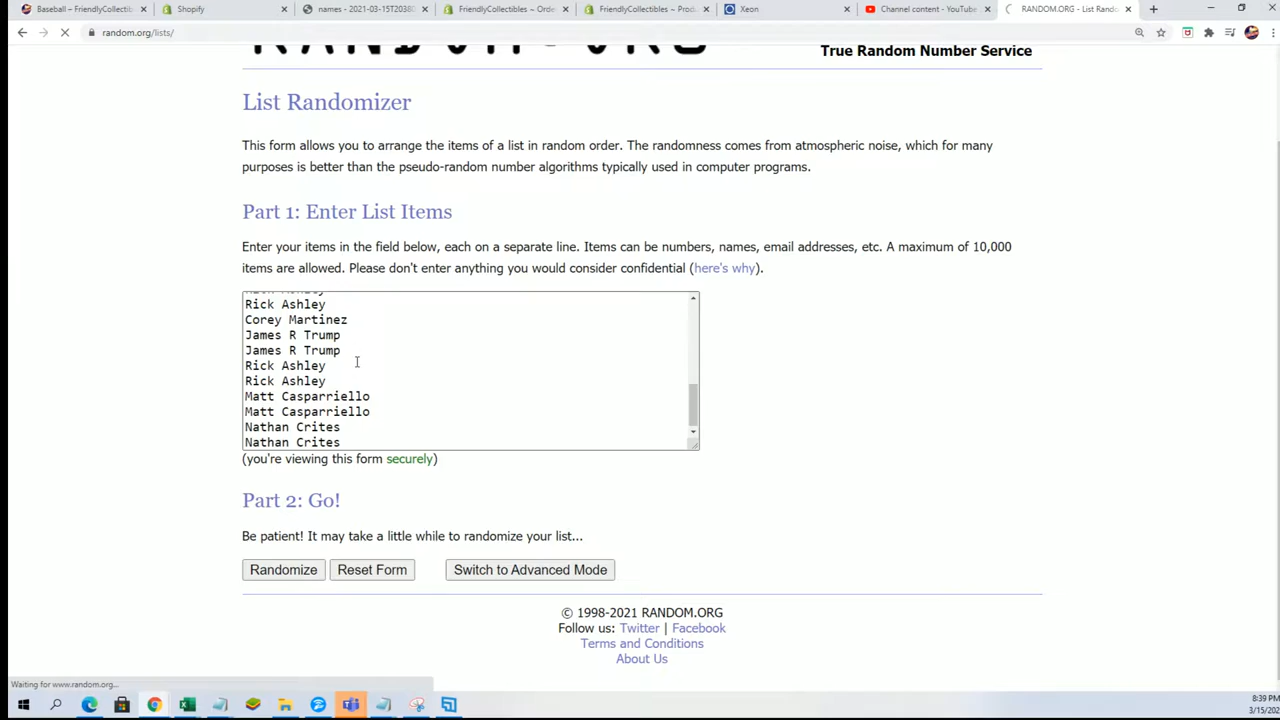 Baseball – FriendlyCollectib
Shopify
names - 2021-03-15T20380
FriendlyCollectibles ~ Orde
FriendlyCollectibles ~ Produ
Xeon
Channel content - YouTube
RANDOM.ORG - List Rando
random.org/lists/
RANDOM.ORG
True Random Number Service
List Randomizer
This form allows you to arrange the items of a list in random order. The randomness comes from atmospheric noise, which for many
purposes is better than the pseudo-random number algorithms typically used in computer programs.
Part 1: Enter List Items
Enter your items in the field below, each on a separate line. Items can be numbers, names, email addresses, etc. A maximum of 10,000
items are allowed. Please don't enter anything you would consider confidential (here's why).
Rick Ashley
Rick Ashley
Corey Martinez
James R Trump
James R Trump
Rick Ashley
Rick Ashley
Matt Casparriello
Matt Casparriello
Nathan Crites
Nathan Crites
(you're viewing this form securely)
Part 2: Go!
Be patient! It may take a little while to randomize your list...
Randomize Reset Form Switch to Advanced Mode
© 1998-2021 RANDOM.ORG
Follow us: Twitter | Facebook
Terms and Conditions
About Us
Waiting for www.random.org...
8:39 PM
3/15/202